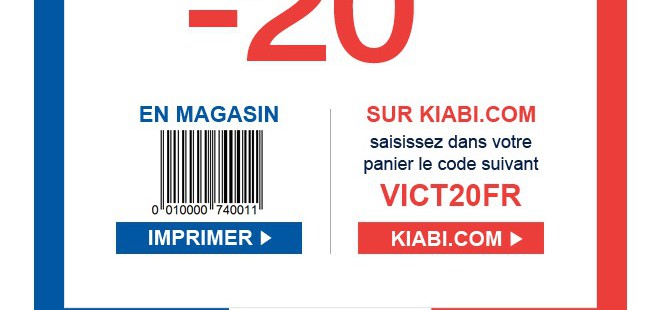 -20
EN MAGASIN
0 010000 740011
IMPRIMER
SUR KIABI.COM
saisissez dans votre
panier le code suivant
VICT20FR
KIABI.COM